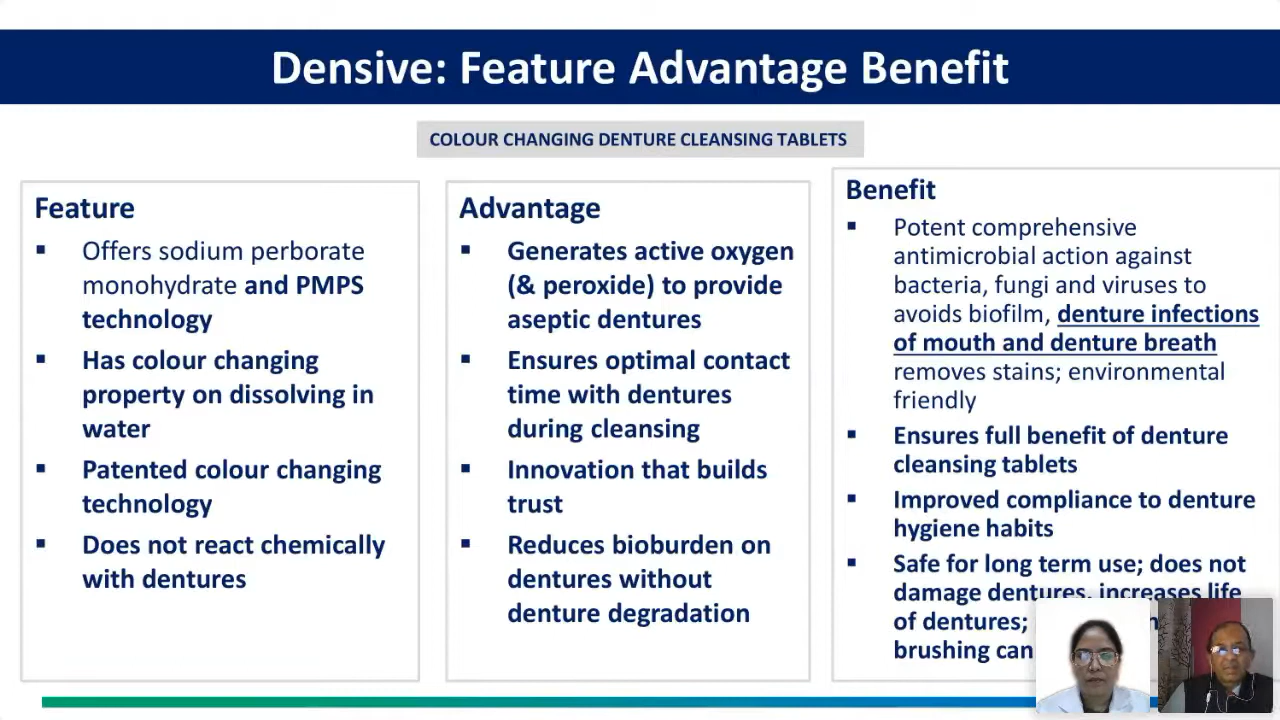 Densive: Feature Advantage Benefit
COLOUR CHANGING DENTURE CLEANSING TABLETS
Feature
▪ Offers sodium perborate
monohydrate and PMPS
technology
▪ Has colour changing
property on dissolving in
water
▪ Patented colour changing
technology
▪ Does not react chemically
with dentures
Advantage
▪ Generates active oxygen
(& peroxide) to provide
aseptic dentures
▪ Ensures optimal contact
time with dentures
during cleansing
▪ Innovation that builds
trust
▪ Reduces bioburden on
dentures without
denture degradation
Benefit
▪ Potent comprehensive
antimicrobial action against
bacteria, fungi and viruses to
avoids biofilm, denture infections
of mouth and denture breath
removes stains; environmental
friendly
▪ Ensures full benefit of denture
cleansing tablets
▪ Improved compliance to denture
hygiene habits
▪ Safe for long term use; does not
damage dentures, increases life
of dentures;
brushing can